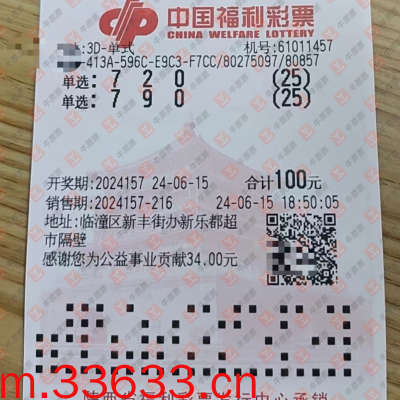 中国福利彩票
CHINA WELFARE LOTTERY
:3D-单式 机号:61011457
-413A-596C-E9C3-F7CC/80275097/80857
单选:7 2 0 (25)
单选:7 9 0 (25)
开奖期:2024157 24-06-15 合计100元
销售期:2024157-216 24-06-15 18:50:05
地址:临潼区新丰街办新乐都超
市隔壁
感谢您为公益事业贡献34.00元
m.33633.cn